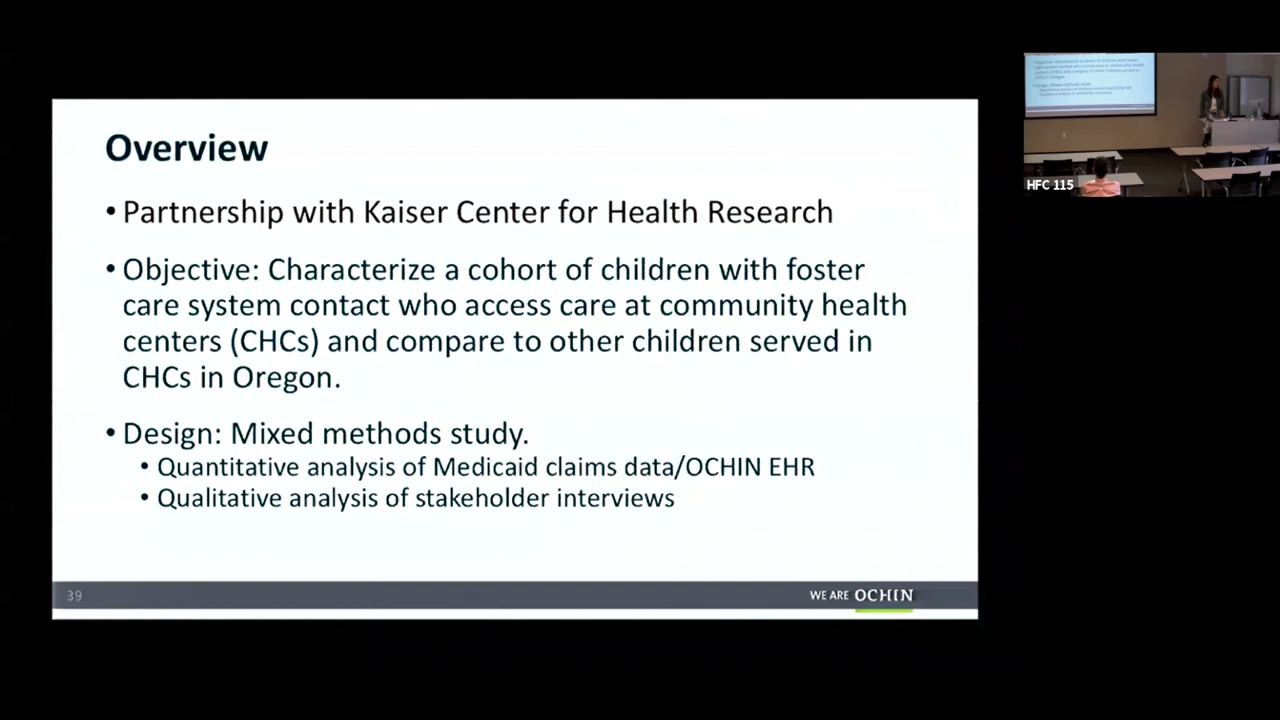 Overview
• Partnership with Kaiser Center for Health Research
• Objective: Characterize a cohort of children with foster
care system contact who access care at community health
centers (CHCs) and compare to other children served in
CHCs in Oregon.
• Design: Mixed methods study.
• Quantitative analysis of Medicaid claims data/OCHIN EHR
• Qualitative analysis of stakeholder interviews
39
WE ARE OCHIN
HFC 115